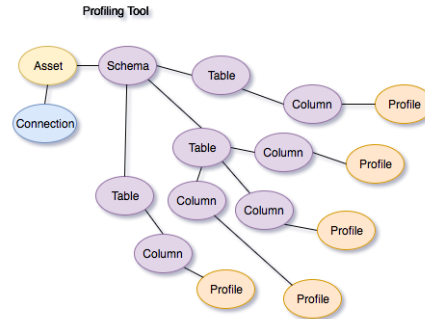 Profiling Tool
Asset
Schema
Table
Column
Profile
Connection
Table
Column
Profile
Table
Column
Column
Profile
Column
Profile
Profile